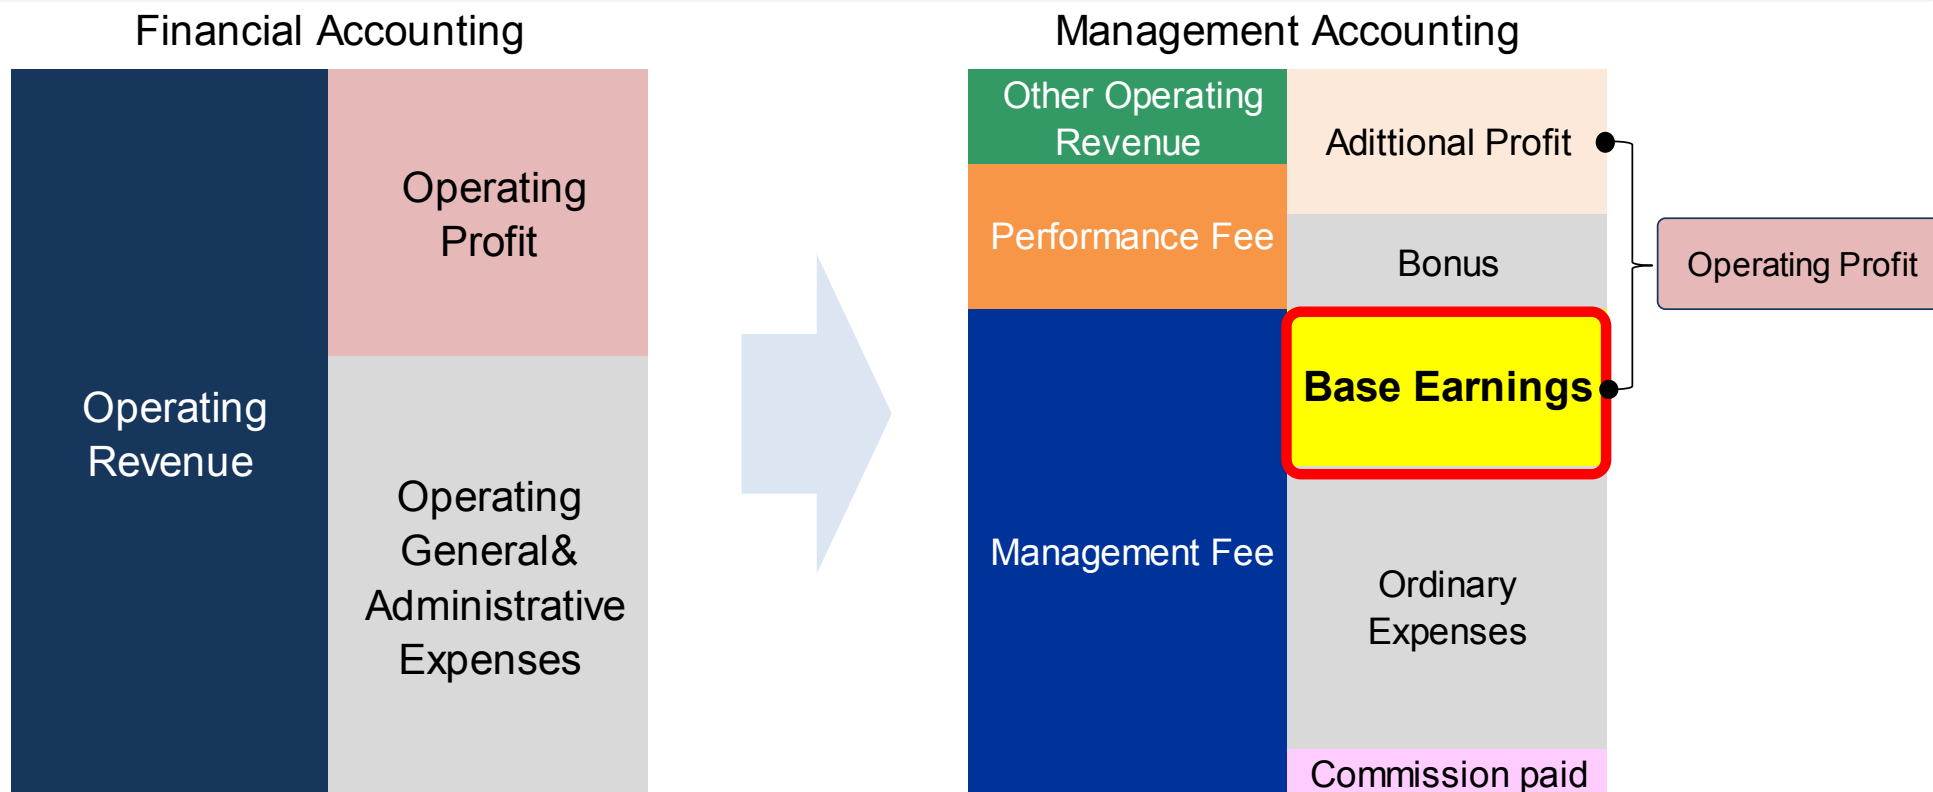 Financial Accounting
Operating
Revenue
Operating
Profit
Operating
General&
Administrative
Expenses
Management Accounting
Other Operating
Revenue
Performance Fee
Management Fee
Adittional Profit
Bonus
Base Earnings
Ordinary
Expenses
Commission paid
Operating Profit